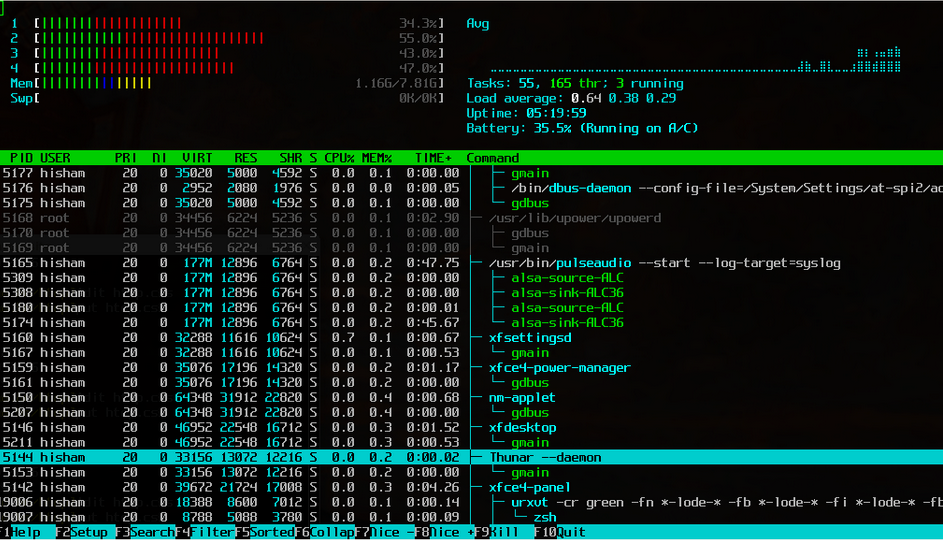 1 [|||||||||||||||||||| 34.3%] Avg
2 [|||||||||||||||||||||||||||||||| 55.0%]
3 [||||||||||||||||||||||||| 43.0%]
4 [||||||||||||||||||||||||||| 47.0%]
Mem[||||||||||||||| 1.16G/7.81G] Tasks: 55, 165 thr; 3 running
Swp[ 0K/0K] Load average: 0.64 0.38 0.29
Uptime: 05:19:59
Battery: 35.5% (Running on A/C)
PID USER PRI NI VIRT RES SHR S CPU% MEM% TIME+ Command
5177 hisham 20 0 35020 5000 4592 S 0.0 0.1 0:00.00 │ ├─ gmain
5176 hisham 20 0 2952 2080 1976 S 0.0 0.0 0:00.05 │ ├─ /bin/dbus-daemon --config-file=/System/Settings/at-spi2/ac
5175 hisham 20 0 35020 5000 4592 S 0.0 0.1 0:00.00 │ └─ gdbus
5168 root 20 0 34456 6224 5236 S 0.0 0.1 0:02.90 ├─ /usr/lib/upower/upowerd
5170 root 20 0 34456 6224 5236 S 0.0 0.1 0:00.00 │ ├─ gdbus
5169 root 20 0 34456 6224 5236 S 0.0 0.1 0:00.00 │ └─ gmain
5165 hisham 20 0 177M 12896 6764 S 0.0 0.2 0:47.75 ├─ /usr/bin/pulseaudio --start --log-target=syslog
5309 hisham 20 0 177M 12896 6764 S 0.0 0.2 0:00.00 │ ├─ alsa-source-ALC
5308 hisham 20 0 177M 12896 6764 S 0.0 0.2 0:00.00 │ ├─ alsa-sink-ALC36
5180 hisham 20 0 177M 12896 6764 S 0.0 0.2 0:00.01 │ ├─ alsa-source-ALC
5174 hisham 20 0 177M 12896 6764 S 0.0 0.2 0:45.67 │ └─ alsa-sink-ALC36
5160 hisham 20 0 32288 11616 10624 S 0.7 0.1 0:00.67 ├─ xfsettingsd
5167 hisham 20 0 32288 11616 10624 S 0.0 0.1 0:00.53 │ └─ gmain
5159 hisham 20 0 35076 17196 14320 S 0.0 0.2 0:01.17 ├─ xfce4-power-manager
5161 hisham 20 0 35076 17196 14320 S 0.0 0.2 0:00.00 │ └─ gdbus
5150 hisham 20 0 64348 31912 22820 S 0.0 0.4 0:00.68 ├─ nm-applet
5207 hisham 20 0 64348 31912 22820 S 0.0 0.4 0:00.00 │ └─ gdbus
5146 hisham 20 0 46952 22548 16712 S 0.0 0.3 0:01.52 ├─ xfdesktop
5211 hisham 20 0 46952 22548 16712 S 0.0 0.3 0:00.53 │ └─ gmain
5144 hisham 20 0 33156 13072 12216 S 0.0 0.2 0:00.02 ├─ Thunar --daemon
5153 hisham 20 0 33156 13072 12216 S 0.0 0.2 0:00.00 │ └─ gmain
5142 hisham 20 0 39672 21724 17008 S 0.0 0.3 0:04.26 ├─ xfce4-panel
19006 hisham 20 0 18388 8600 7012 S 0.0 0.1 0:00.14 │ ├─ urxvt -cr green -fn *-lode-* -fb *-lode-* -fi *-lode-* -fb
19007 hisham 20 0 8788 5088 3780 S 0.0 0.1 0:00.09 │ │ └─ zsh
F1Help F2Setup F3SearchF4FilterF5SortedF6CollapF7Nice -F8Nice +F9Kill F10Quit